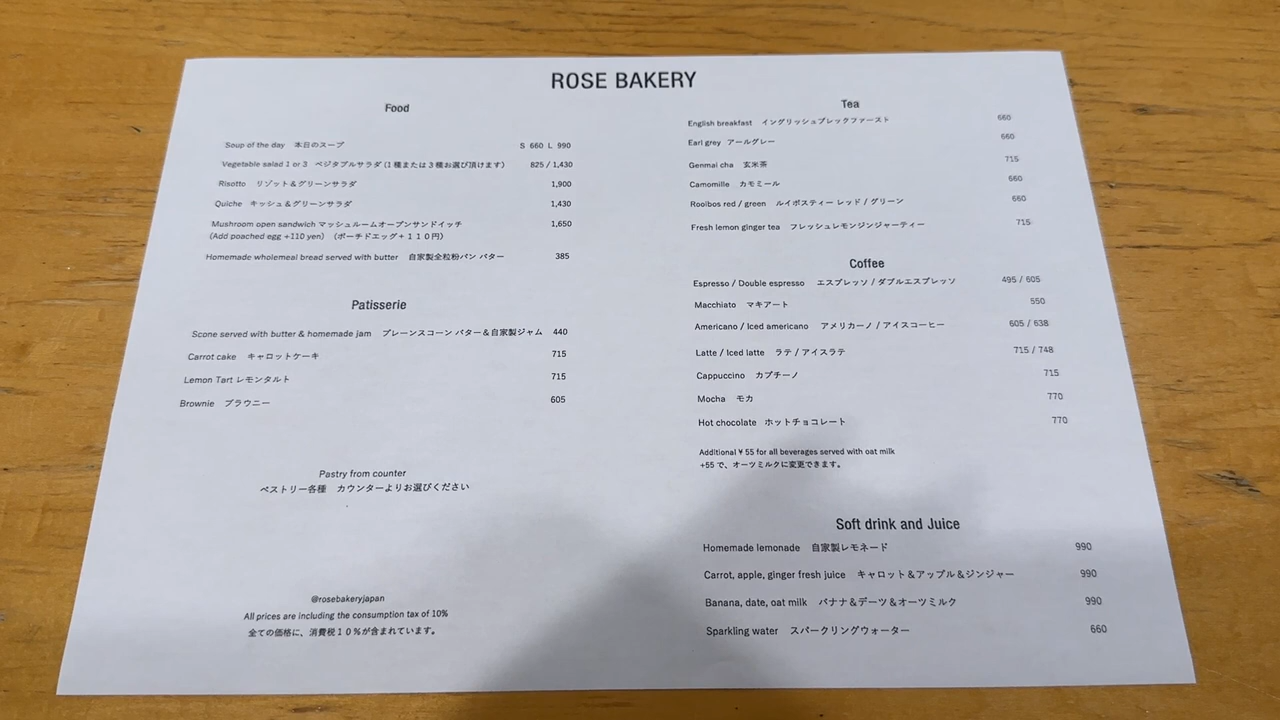 ROSE BAKERY
Food
Soup of the day 本日のスープ S 660 L 990
Vegetable salad 1 or 3 ベジタブルサラダ (1種または3種お選び頂けます) 825 / 1,430
Risotto リゾット＆グリーンサラダ 1,900
Quiche キッシュ＆グリーンサラダ 1,430
Mushroom open sandwich マッシュルームオープンサンドイッチ 1,650
(Add poached egg +110 yen) (ポーチドエッグ＋１１０円)
Homemade wholemeal bread served with butter 自家製全粒粉パン バター 385
Patisserie
Scone served with butter & homemade jam プレーンスコーン バター＆自家製ジャム 440
Carrot cake キャロットケーキ 715
Lemon Tart レモンタルト 715
Brownie ブラウニー 605
Pastry from counter
ペストリー各種 カウンターよりお選びください
@rosebakeryjapan
All prices are including the consumption tax of 10%
全ての価格に、消費税１０％が含まれています。
Tea
English breakfast イングリッシュブレックファースト 660
Earl grey アールグレー 660
Genmai cha 玄米茶 715
Camomille カモミール 660
Rooibos red / green ルイボスティー レッド / グリーン 660
Fresh lemon ginger tea フレッシュレモンジンジャーティー 715
Coffee
Espresso / Double espresso エスプレッソ / ダブルエスプレッソ 495 / 605
Macchiato マキアート 550
Americano / Iced americano アメリカーノ / アイスコーヒー 605 / 638
Latte / Iced latte ラテ / アイスラテ 715 / 748
Cappuccino カプチーノ 715
Mocha モカ 770
Hot chocolate ホットチョコレート 770
Additional ¥ 55 for all beverages served with oat milk
+55 で、オーツミルクに変更できます。
Soft drink and Juice
Homemade lemonade 自家製レモネード 990
Carrot, apple, ginger fresh juice キャロット＆アップル＆ジンジャー 990
Banana, date, oat milk バナナ＆デーツ＆オーツミルク 990
Sparkling water スパークリングウォーター 660